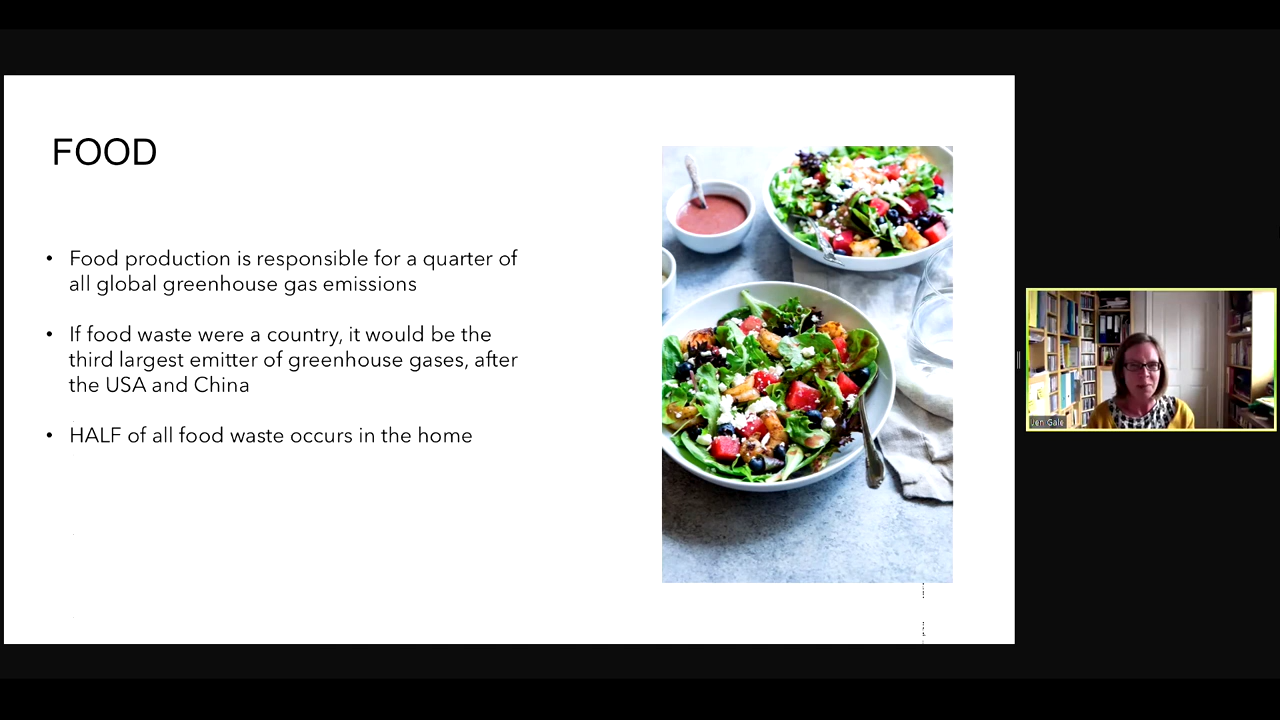 FOOD
• Food production is responsible for a quarter of
all global greenhouse gas emissions
• If food waste were a country, it would be the
third largest emitter of greenhouse gases, after
the USA and China
• HALF of all food waste occurs in the home
Jen Gale